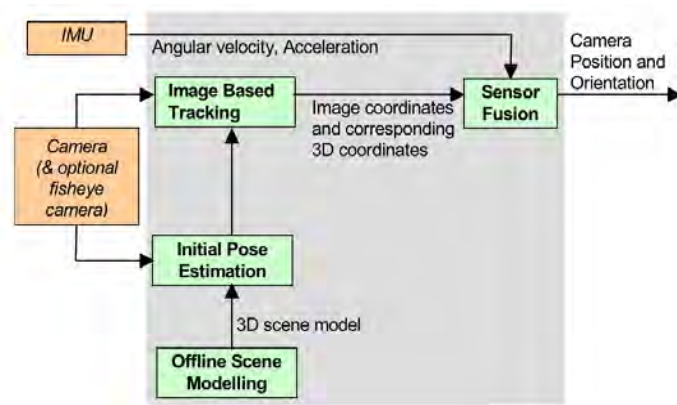 IMU
Angular velocity, Acceleration
Camera
Position and
Orientation
Image Based
Tracking
Sensor
Fusion
Image coordinates
and corresponding
3D coordinates
Camera
(& optional
fisheye
camera)
Initial Pose
Estimation
3D scene model
Offline Scene
Modelling